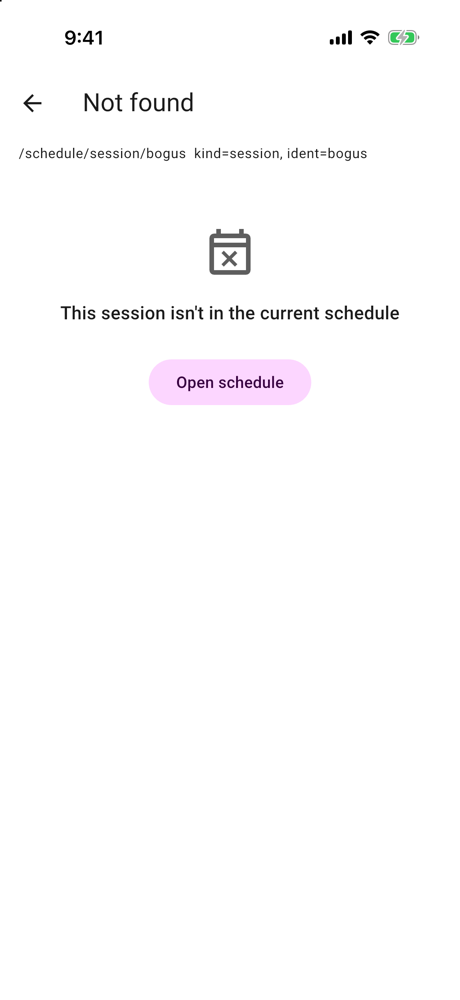 9:41
Not found
/schedule/session/bogus  kind=session, ident=bogus
This session isn't in the current schedule
Open schedule